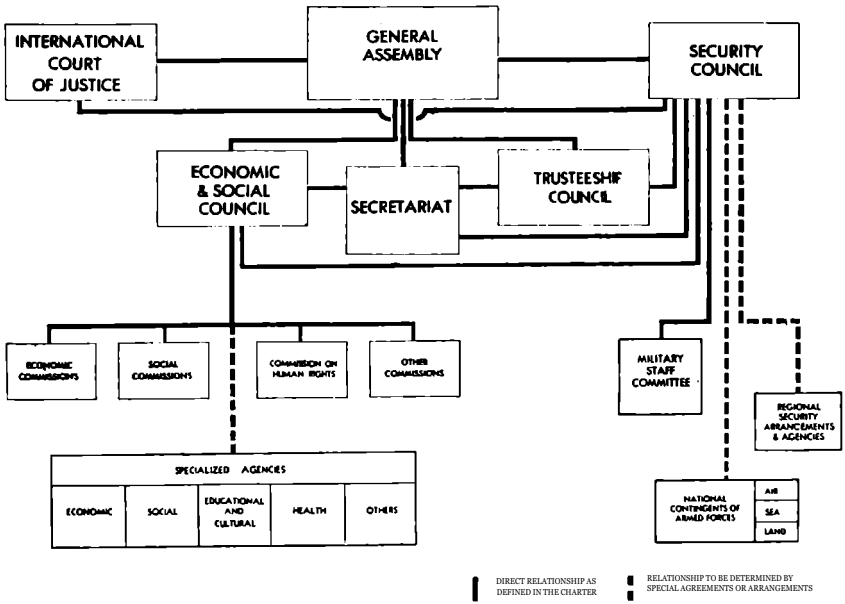 INTERNATIONAL
COURT
OF JUSTICE
GENERAL
ASSEMBLY
SECURITY
COUNCIL
ECONOMIC
& SOCIAL
COUNCIL
SECRETARIAT
TRUSTEESHIF
COUNCIL
ECONOMIC
COMMISSIONS
SOCIAL
COMMISSIONS
COMMISSION ON
HUMAN RIGHTS
OTHER
COMMISSIONS
MILITARY
STAFF
COMMITTEE
REGIONAL
SECURITY
ARRANGEMENTS
& AGENCIES
SPECIALIZED AGENCIES
ECONOMIC
SOCIAL
EDUCATIONAL
AND
CULTURAL
HEALTH
OTHERS
NATIONAL
CONTINGENTS OF
ARMED FORCES
AIR
SEA
LAND
DIRECT RELATIONSHIP AS
DEFINED IN THE CHARTER
RELATIONSHIP TO BE DETERMINED BY
SPECIAL AGREEMENTS OR ARRANGEMENTS